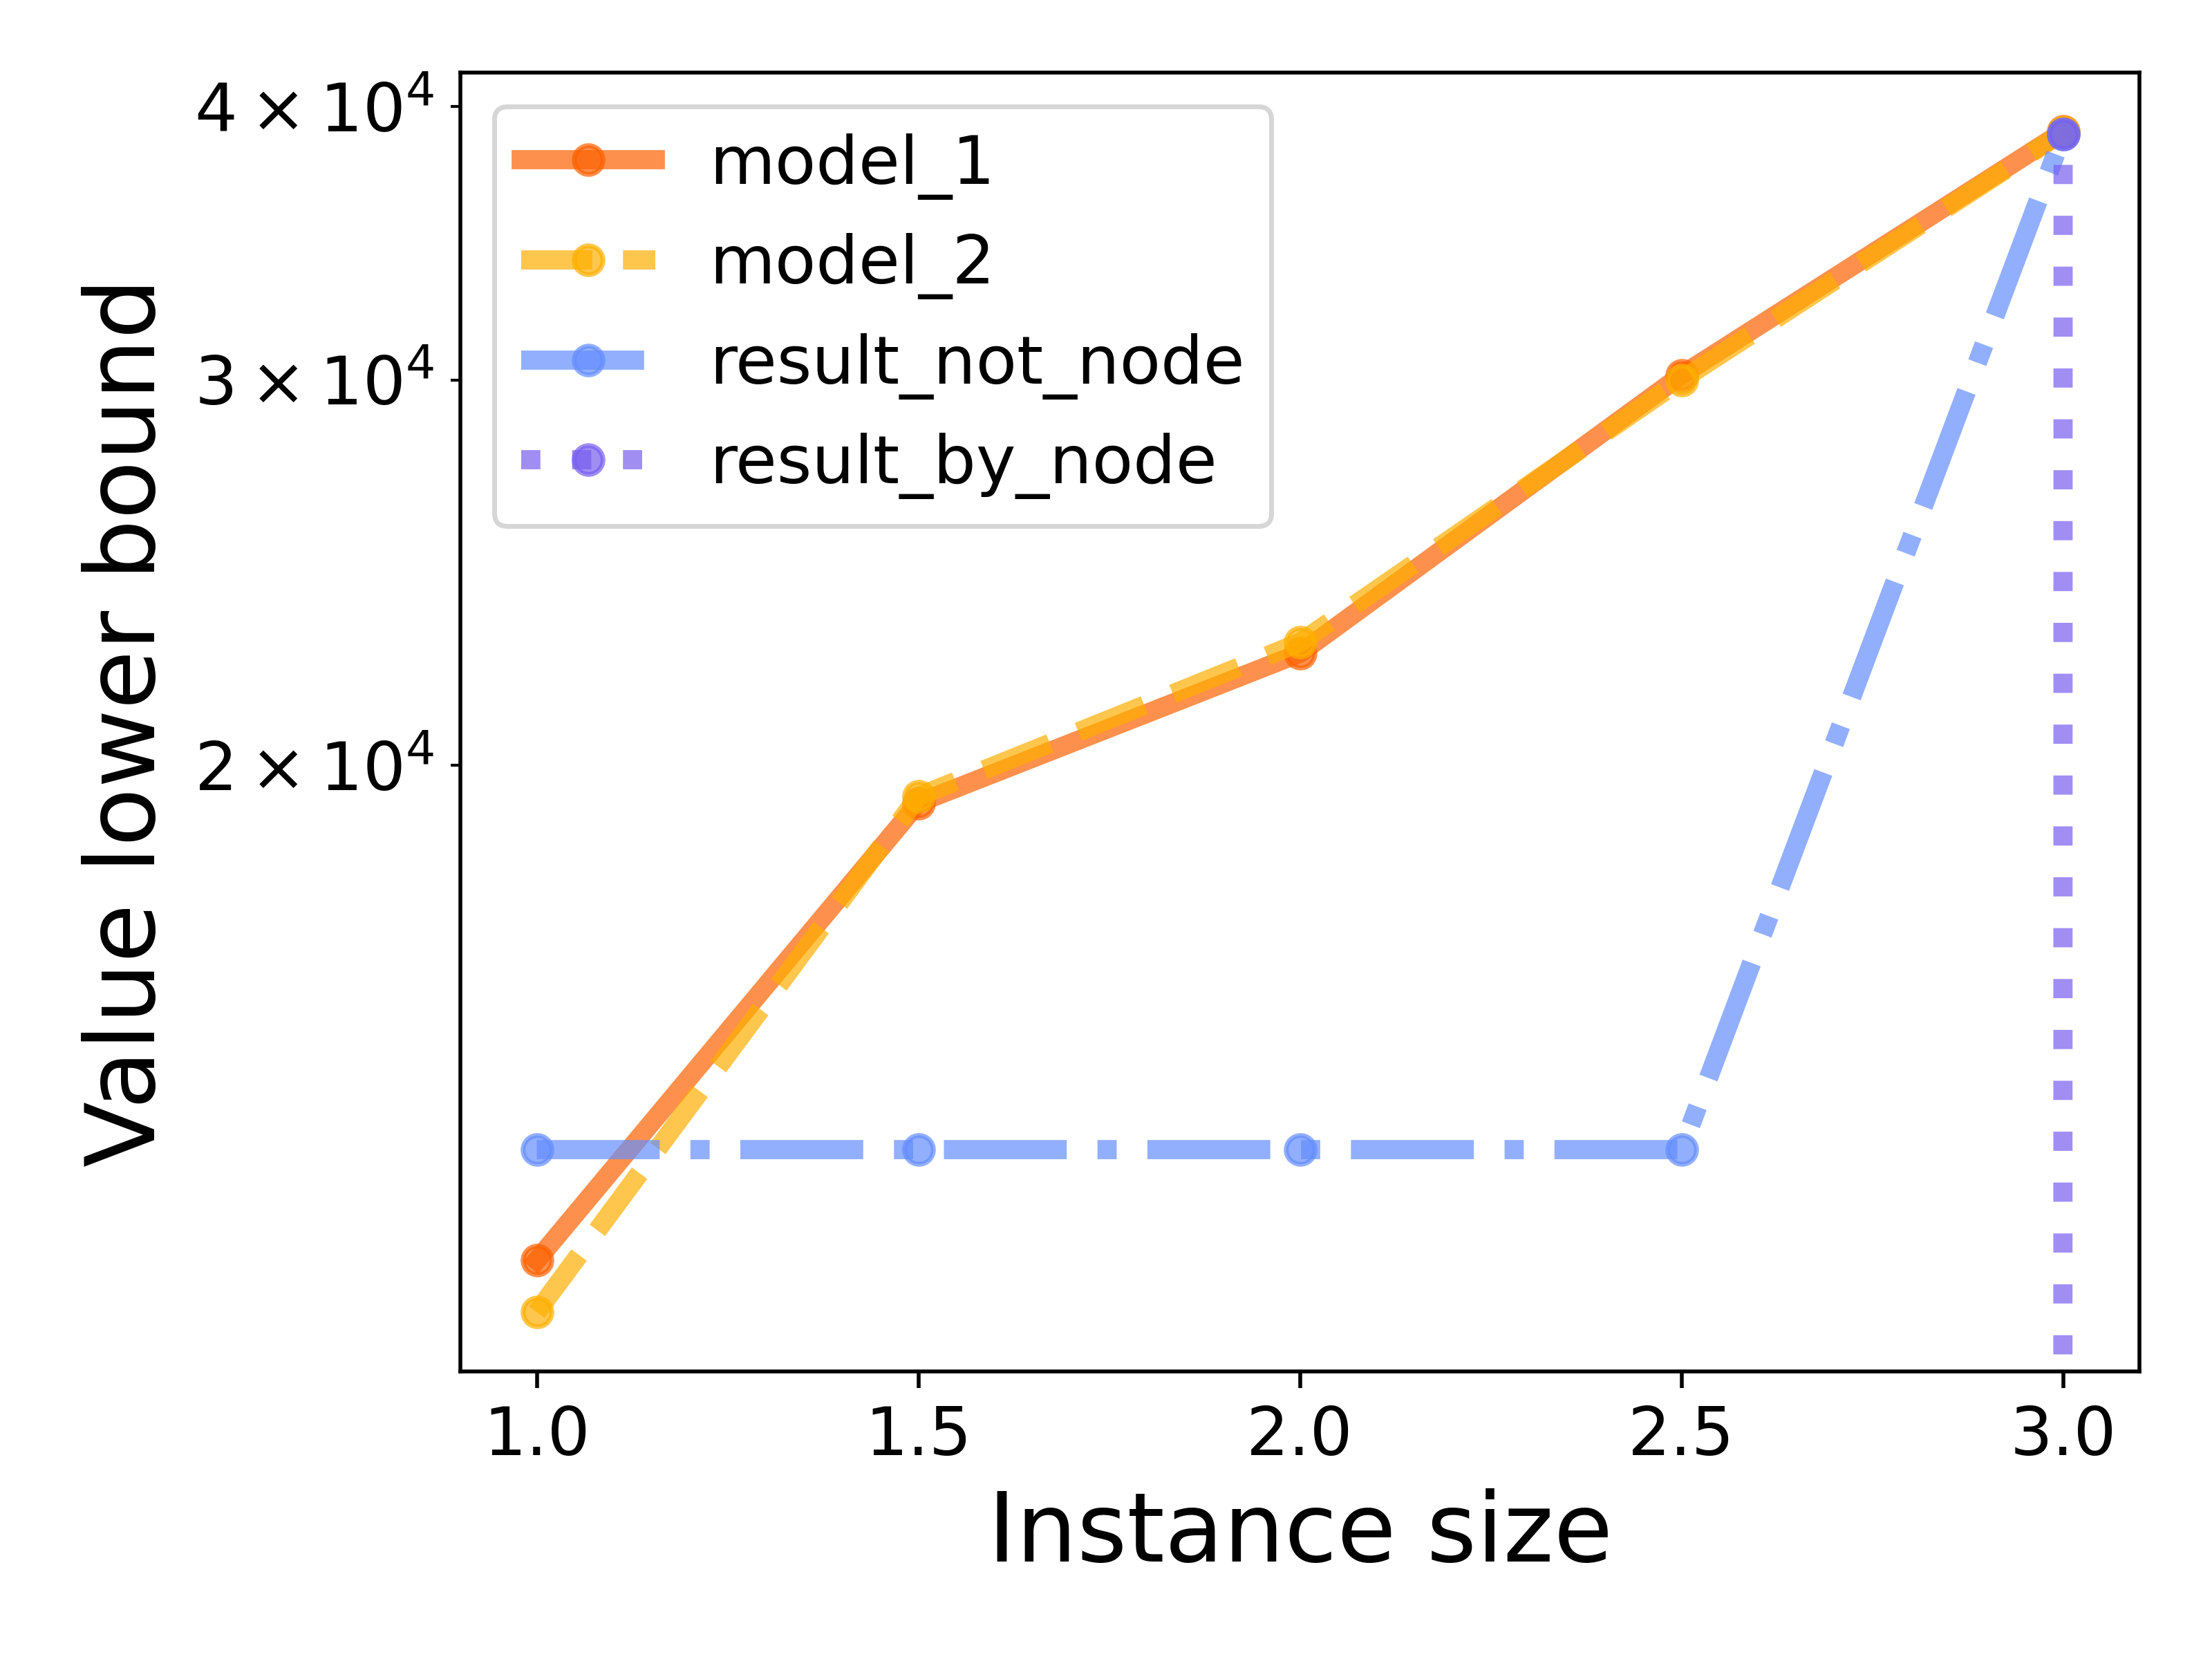 4 × 10⁴
3 × 10⁴
2 × 10⁴
Value lower bound
model_1
model_2
result_not_node
result_by_node
1.0 1.5 2.0 2.5 3.0
Instance size